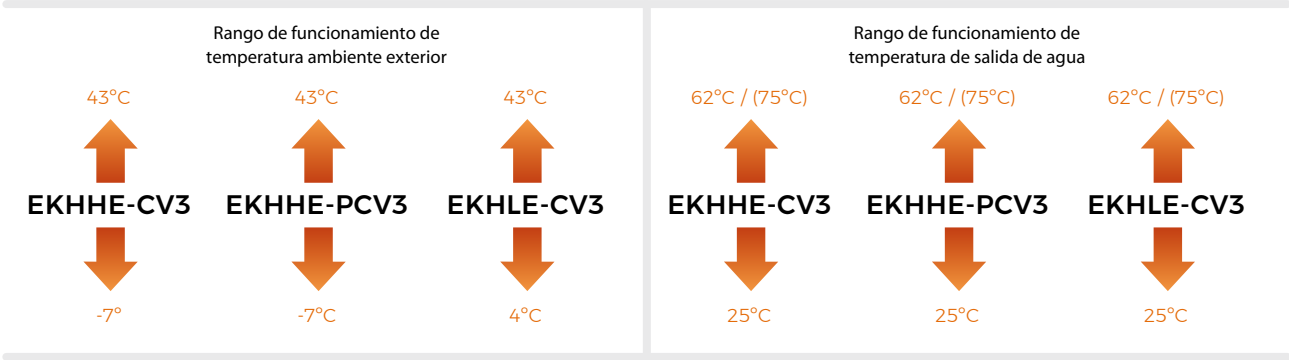 Rango de funcionamiento de
temperatura ambiente exterior
43°C 43°C 43°C
EKHHE-CV3 EKHHE-PCV3 EKHLE-CV3
-7° -7°C 4°C
Rango de funcionamiento de
temperatura de salida de agua
62°C / (75°C) 62°C / (75°C) 62°C / (75°C)
EKHHE-CV3 EKHHE-PCV3 EKHLE-CV3
25°C 25°C 25°C